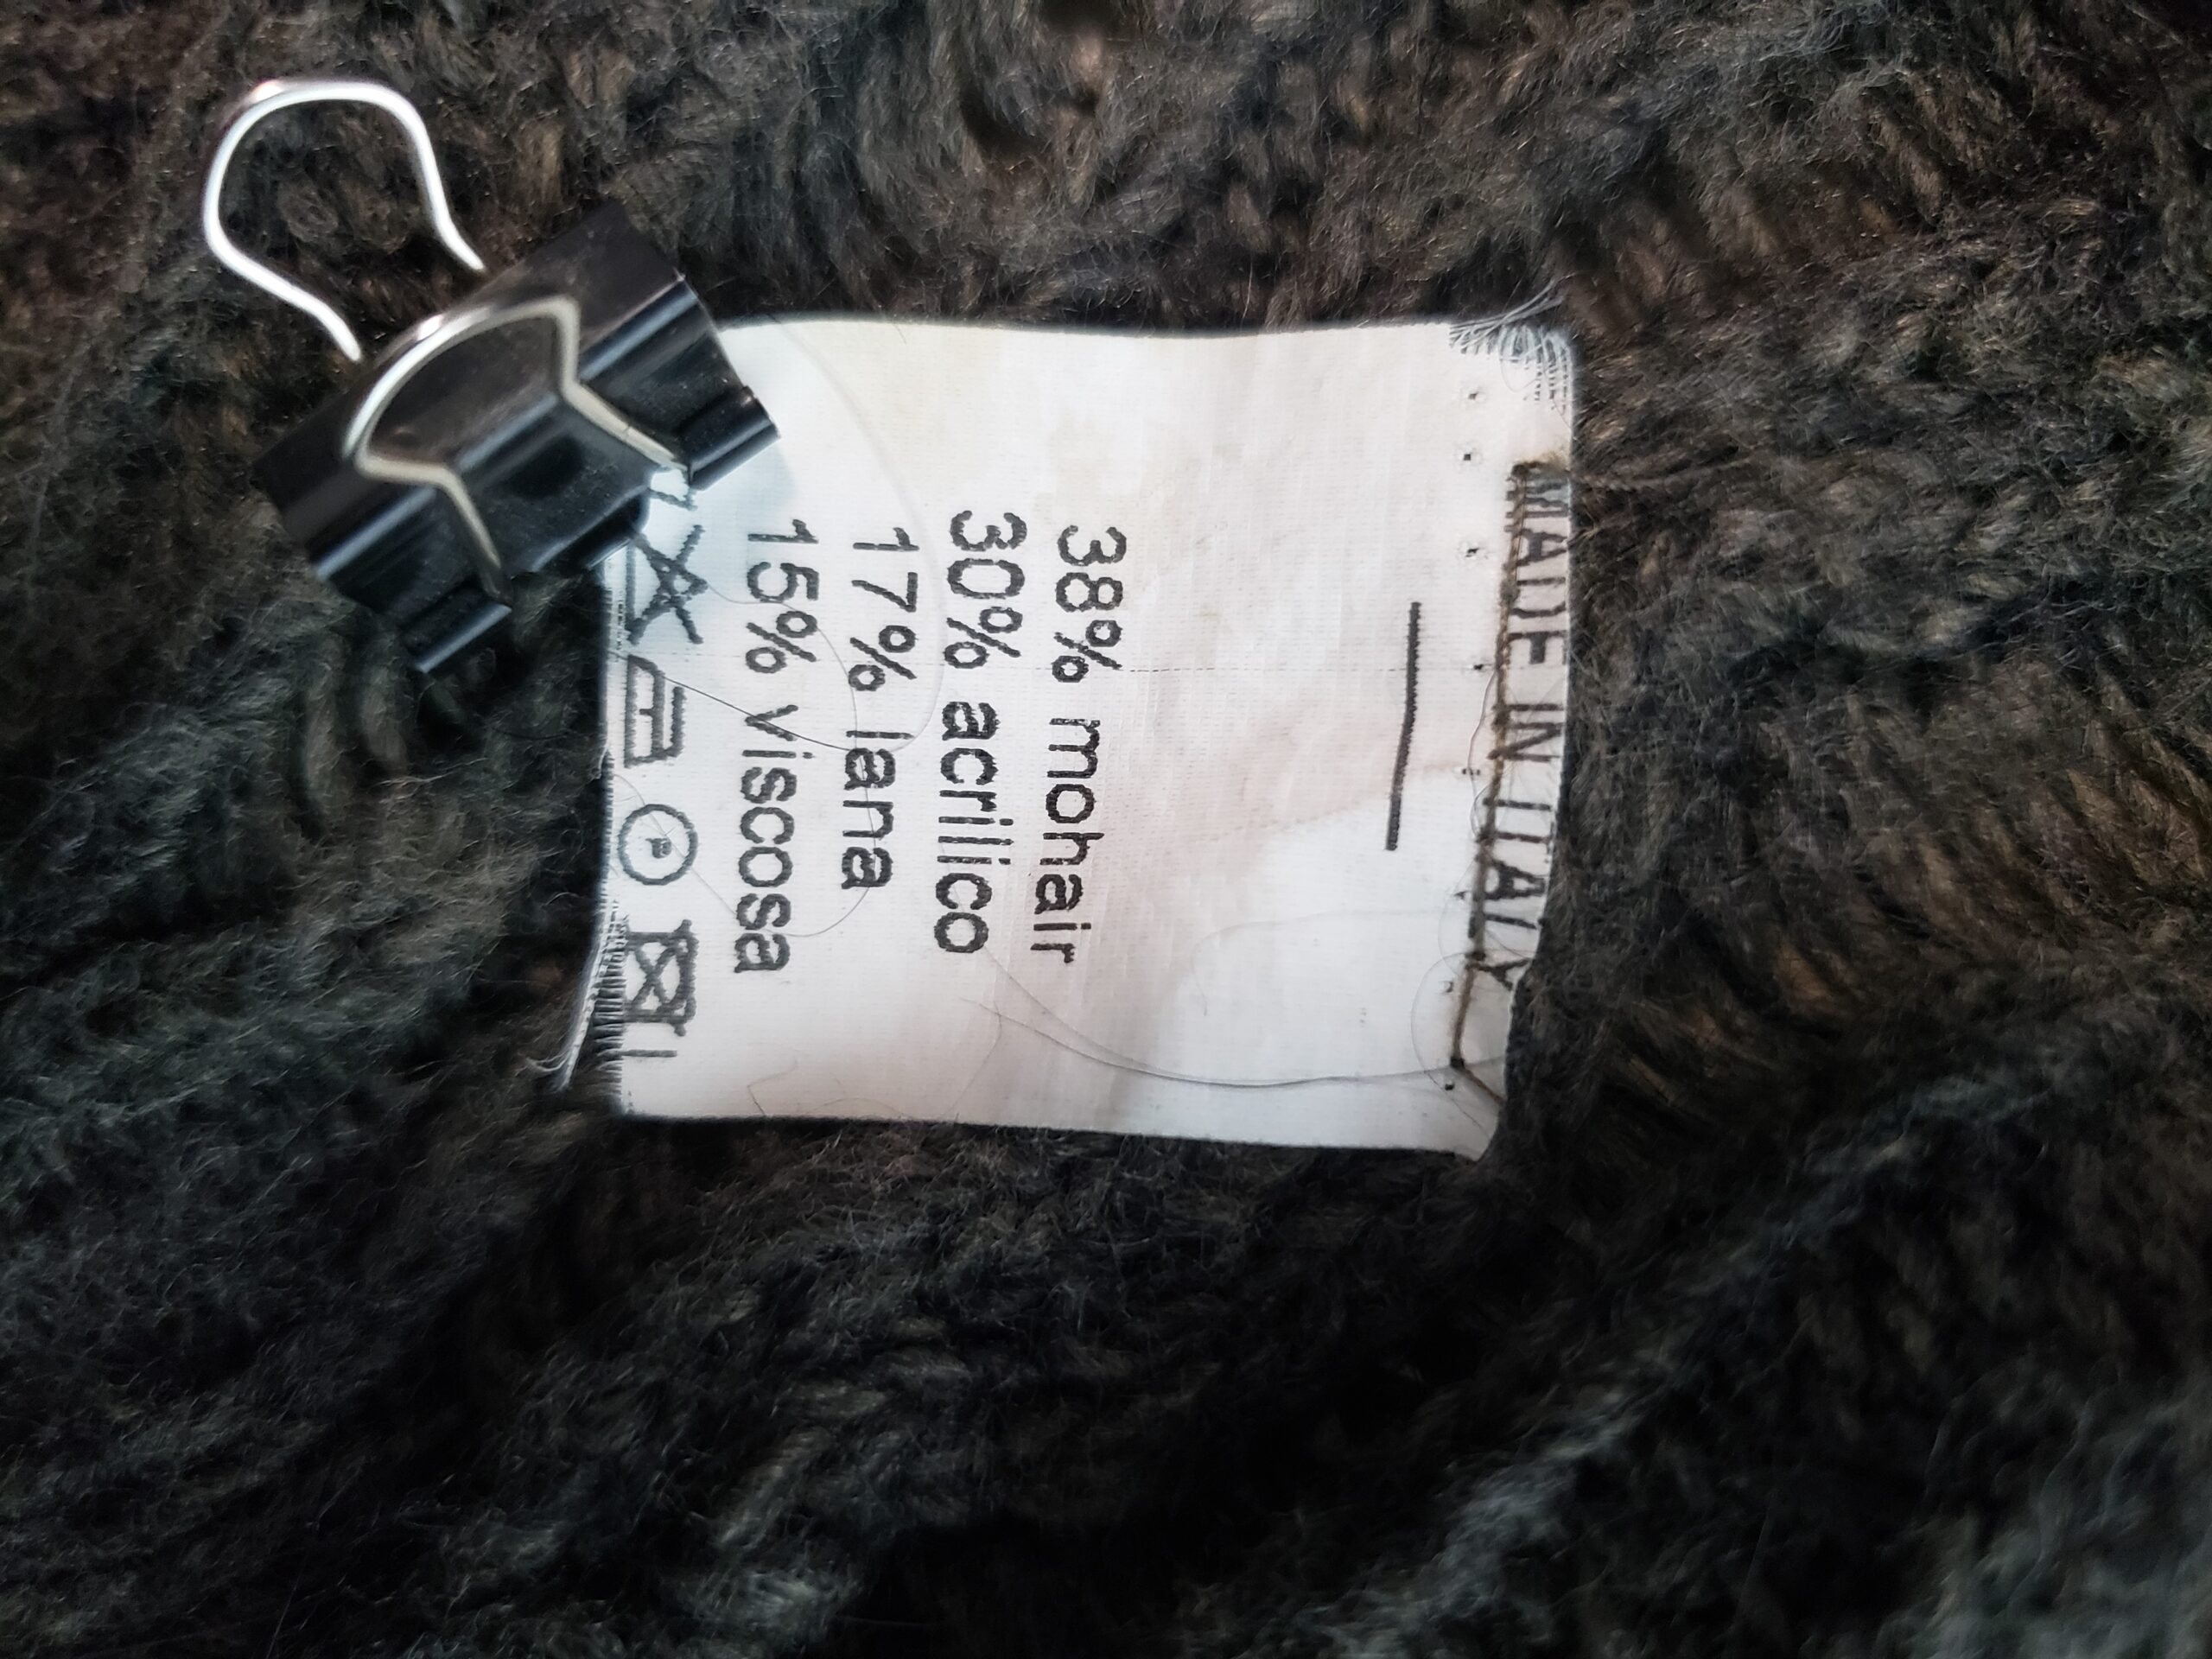 MADE IN ITALY
38% mohair
30% acrilico
17% lana
15% viscosa
P